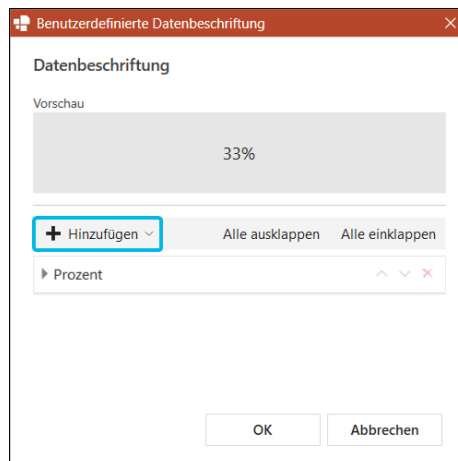 Benutzerdefinierte Datenbeschriftung
Datenbeschriftung
Vorschau
33%
Hinzufügen Alle ausklappen Alle einklappen
Prozent
OK Abbrechen